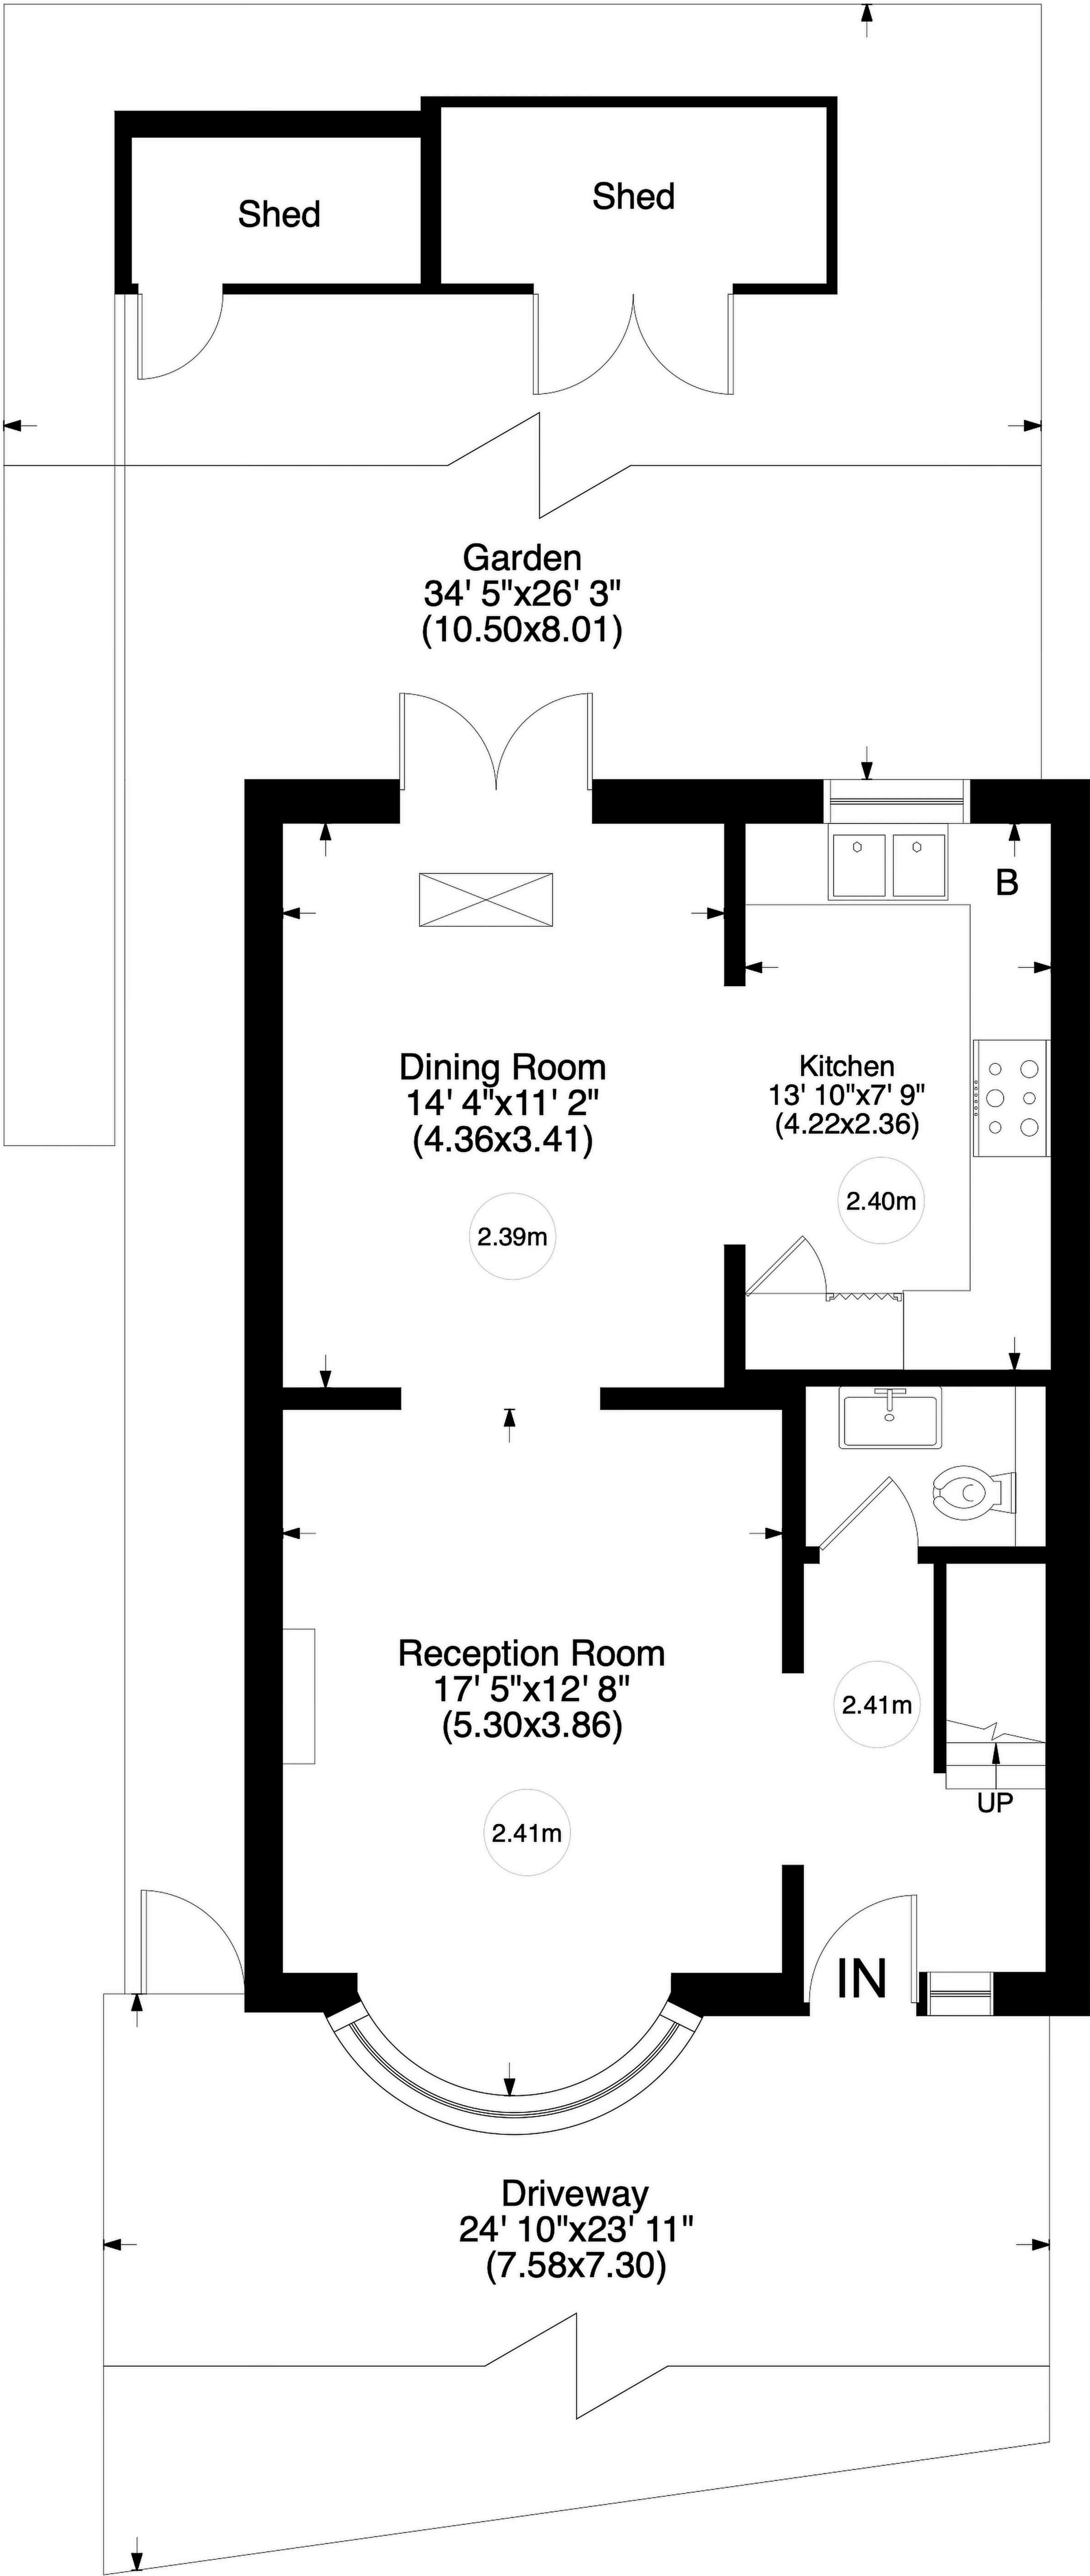 Shed
Shed
Garden
34' 5"x26' 3"
(10.50x8.01)
B
Dining Room
14' 4"x11' 2"
(4.36x3.41)
2.39m
Kitchen
13' 10"x7' 9"
(4.22x2.36)
2.40m
Reception Room
17' 5"x12' 8"
(5.30x3.86)
2.41m
2.41m
UP
IN
Driveway
24' 10"x23' 11"
(7.58x7.30)